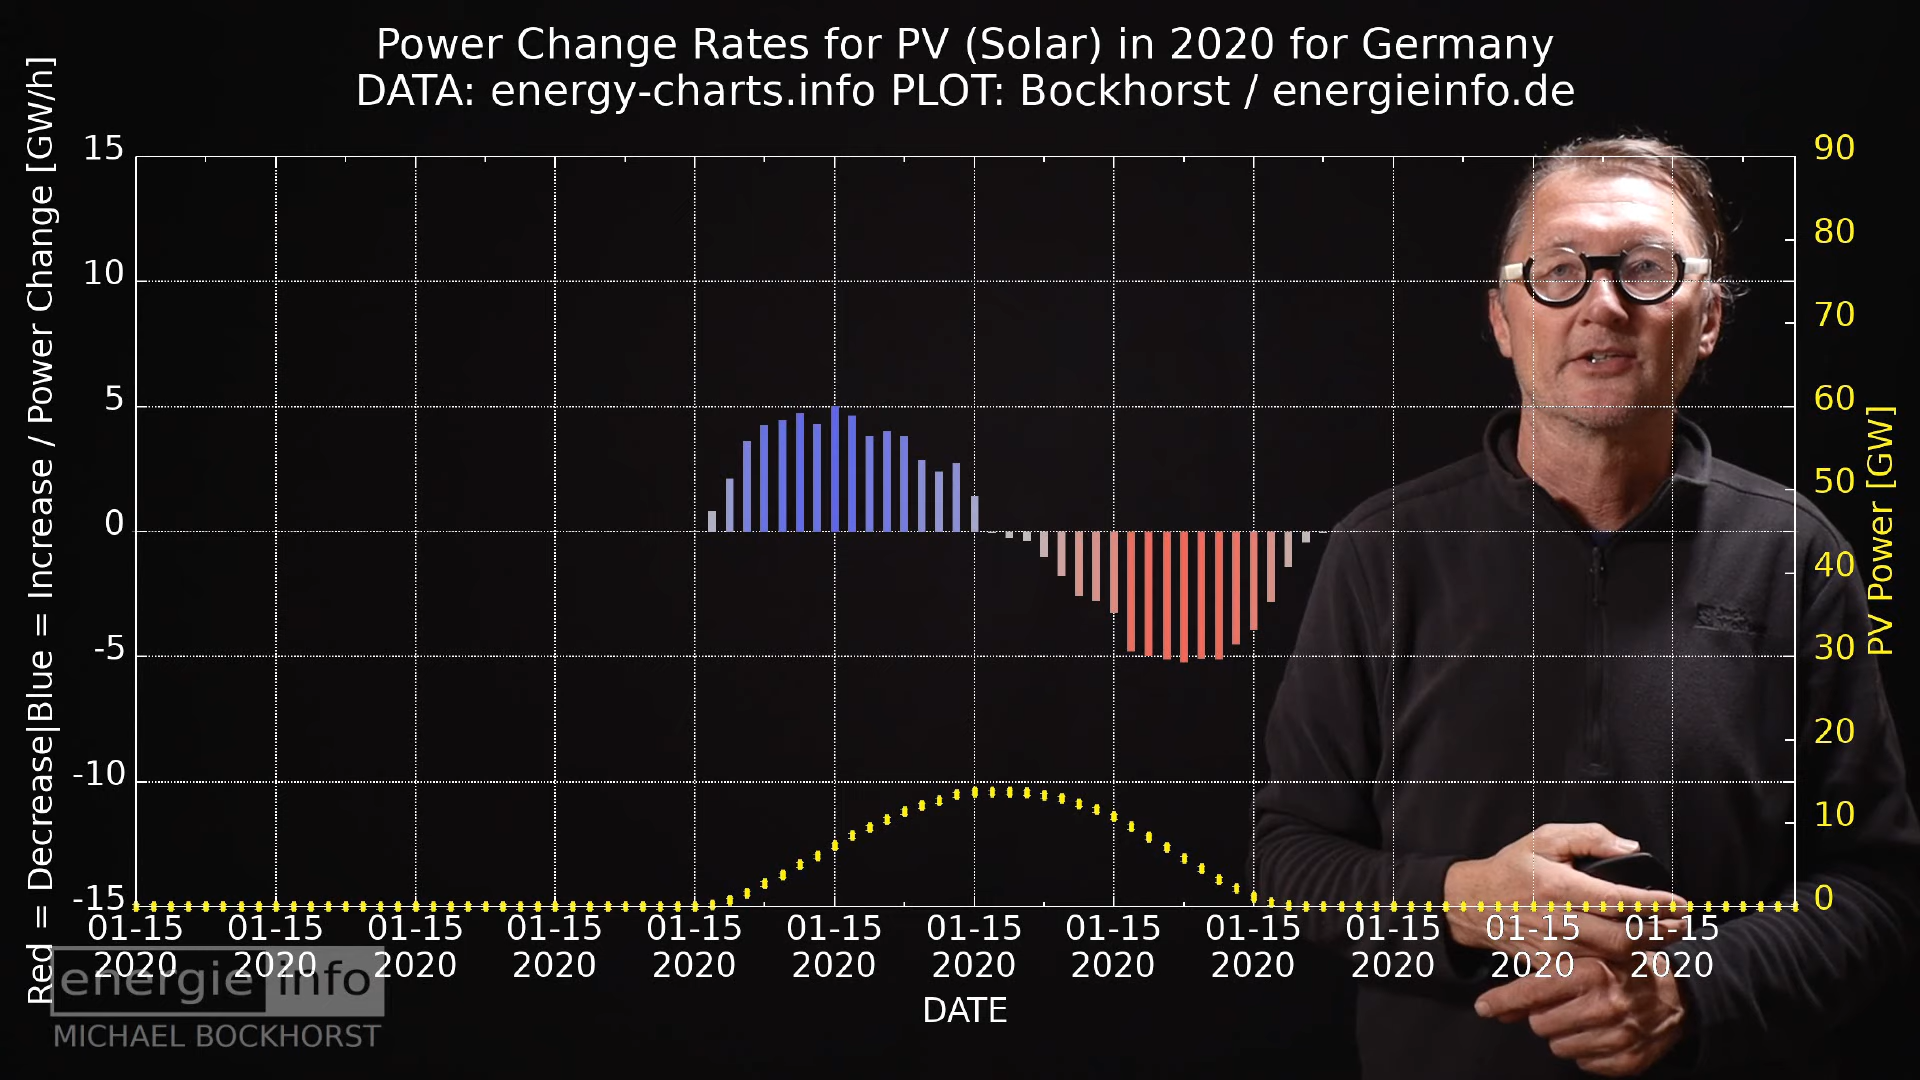 Power Change Rates for PV (Solar) in 2020 for Germany
DATA: energy-charts.info PLOT: Bockhorst / energieinfo.de
Red = Decrease|Blue = Increase / Power Change [GW/h]
15
10
5
0
-5
-10
-15
90
80
70
60
50
40
30
20
10
0
PV Power [GW]
01-15 01-15 01-15 01-15 01-15 01-15 01-15 01-15 01-15 01-15 01-15 01-15
2020 2020 2020 2020 2020 2020 2020 2020 2020 2020 2020 2020
DATE
energie info
MICHAEL BOCKHORST